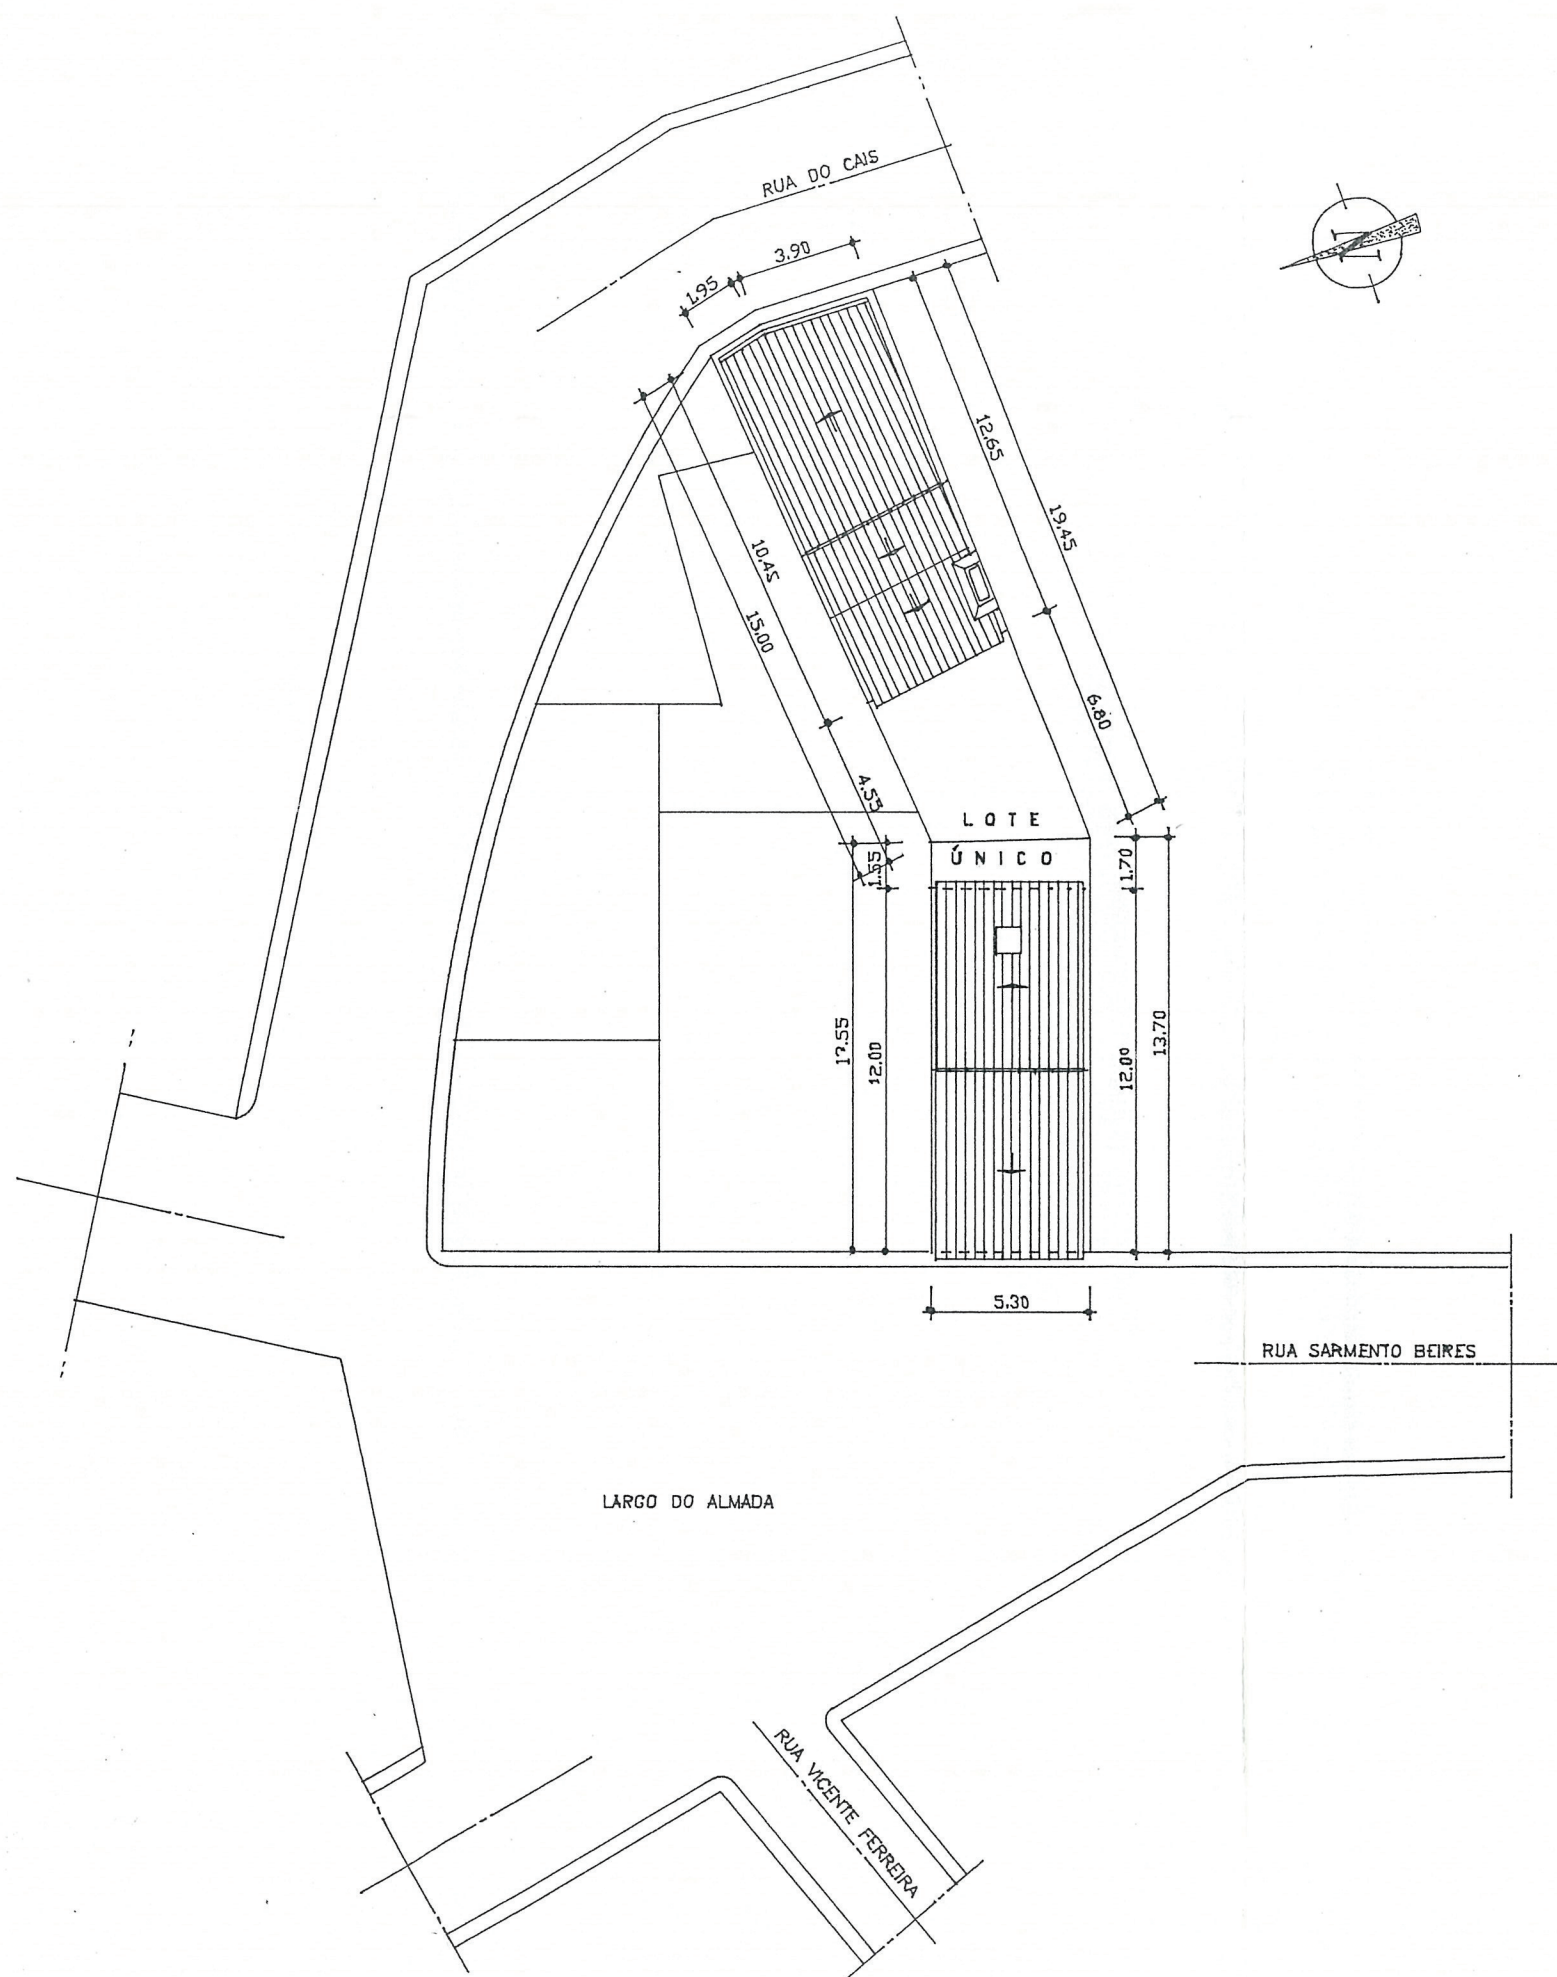 RUA DO CAIS
3.90
1.95
12.65
19.45
10.45
15.00
6.80
4.55
LOTE
ÚNICO
1.55
1.70
13.55
12.00
12.00
13.70
5.30
RUA SARMENTO BEIRES
LARGO DO ALMADA
RUA VICENTE FERREIRA